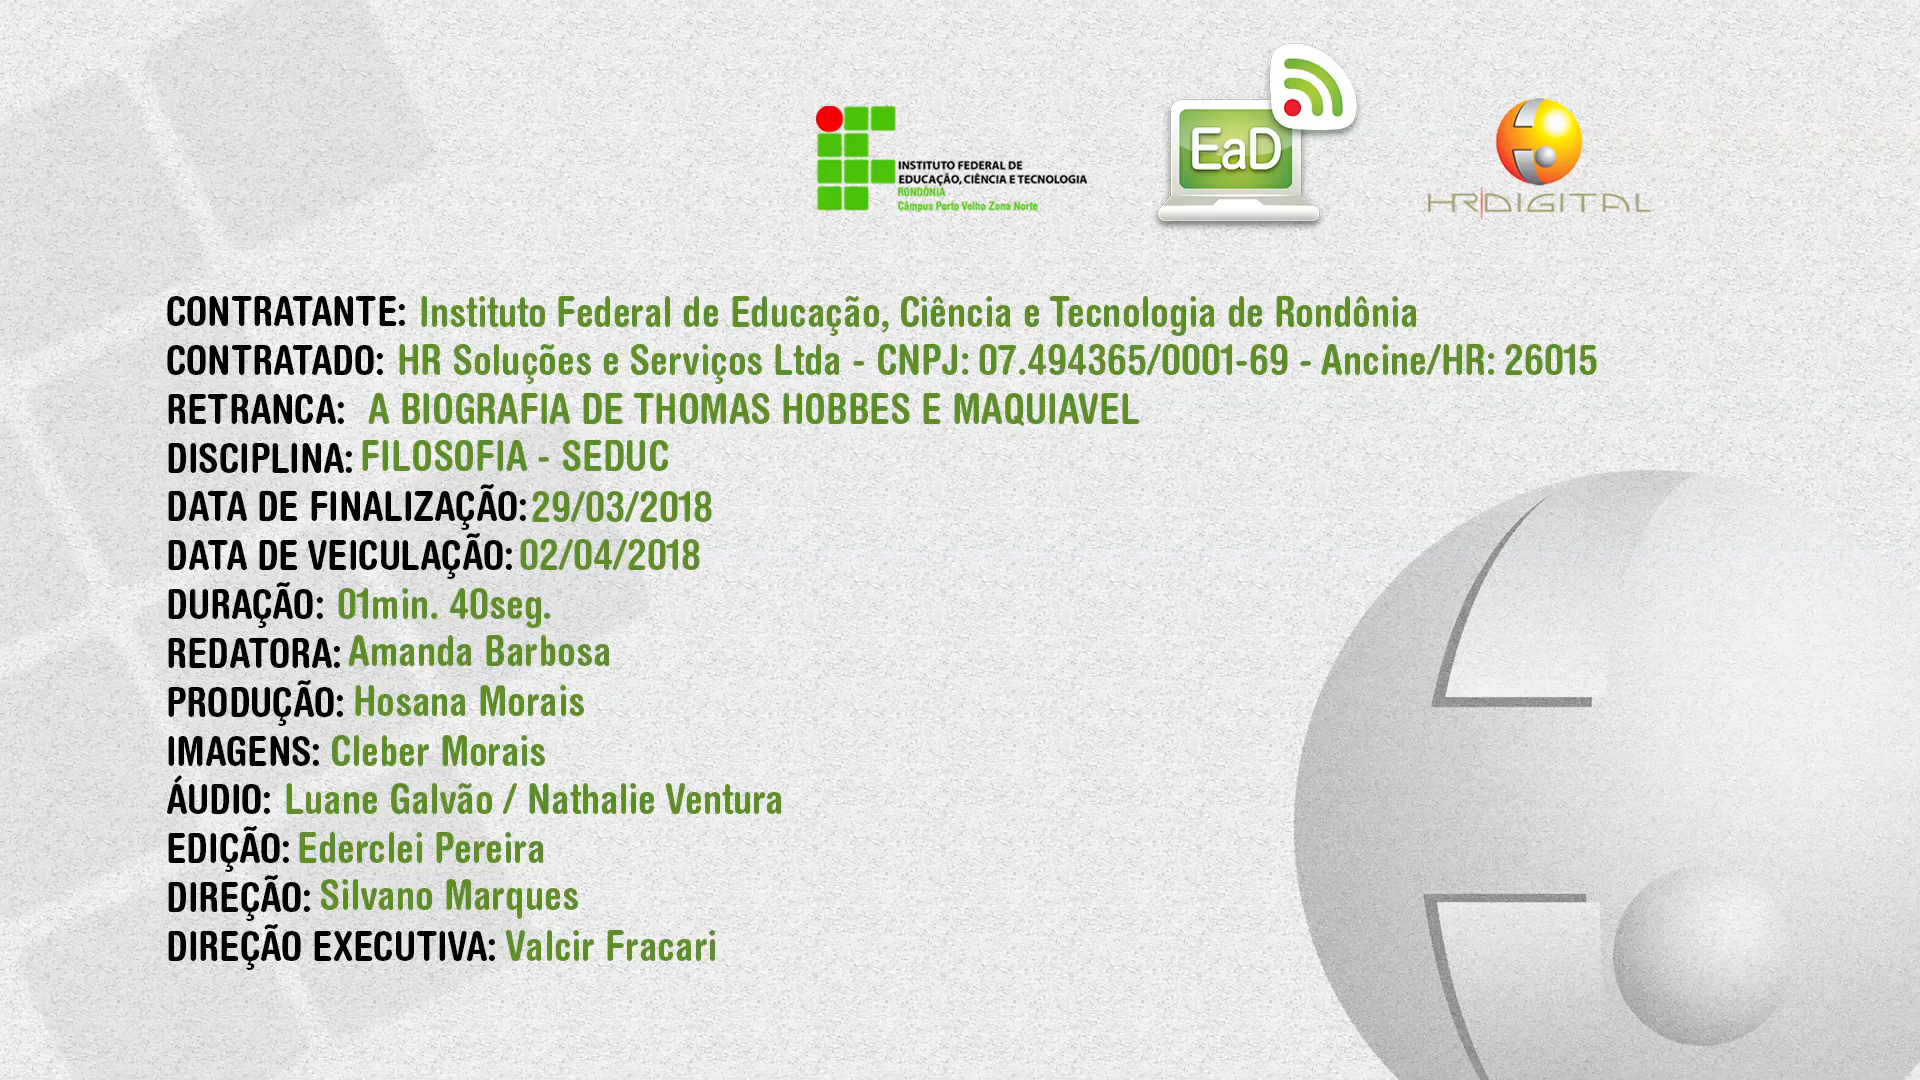 INSTITUTO FEDERAL DE
EDUCAÇÃO, CIÊNCIA E TECNOLOGIA
RONDÔNIA
Câmpus Porto Velho Zona Norte
EaD
HR|DIGITAL
CONTRATANTE: Instituto Federal de Educação, Ciência e Tecnologia de Rondônia
CONTRATADO: HR Soluções e Serviços Ltda - CNPJ: 07.494365/0001-69 - Ancine/HR: 26015
RETRANCA: A BIOGRAFIA DE THOMAS HOBBES E MAQUIAVEL
DISCIPLINA: FILOSOFIA - SEDUC
DATA DE FINALIZAÇÃO: 29/03/2018
DATA DE VEICULAÇÃO: 02/04/2018
DURAÇÃO: 01min. 40seg.
REDATORA: Amanda Barbosa
PRODUÇÃO: Hosana Morais
IMAGENS: Cleber Morais
ÁUDIO: Luane Galvão / Nathalie Ventura
EDIÇÃO: Ederclei Pereira
DIREÇÃO: Silvano Marques
DIREÇÃO EXECUTIVA: Valcir Fracari